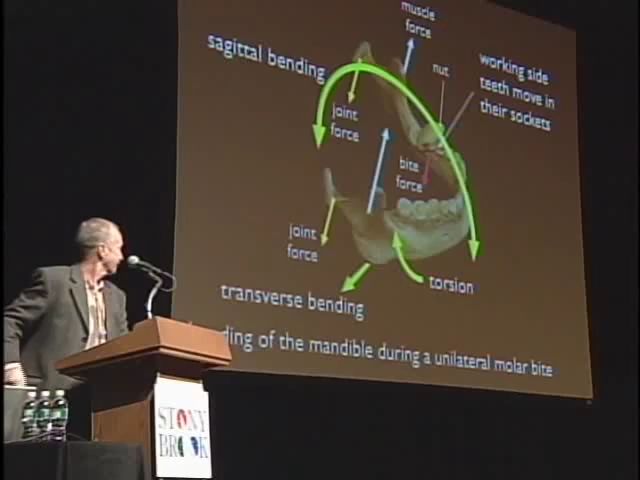 muscle
force
sagittal bending
nut
working side
teeth move in
their sockets
joint
force
bite
force
joint
force
torsion
transverse bending
ding of the mandible during a unilateral molar bite
STONY
BROOK